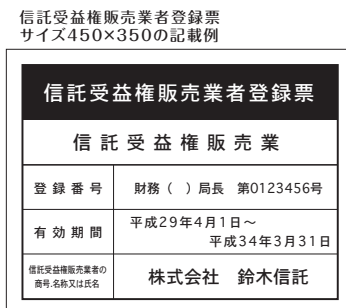 信託受益権販売業者登録票
サイズ450×350の記載例
信託受益権販売業者登録票
信託受益権販売業
登録番号 財務（ ）局長 第0123456号
有効期間 平成29年4月1日～
平成34年3月31日
信託受益権販売業者の
商号.名称又は氏名
株式会社 鈴木信託